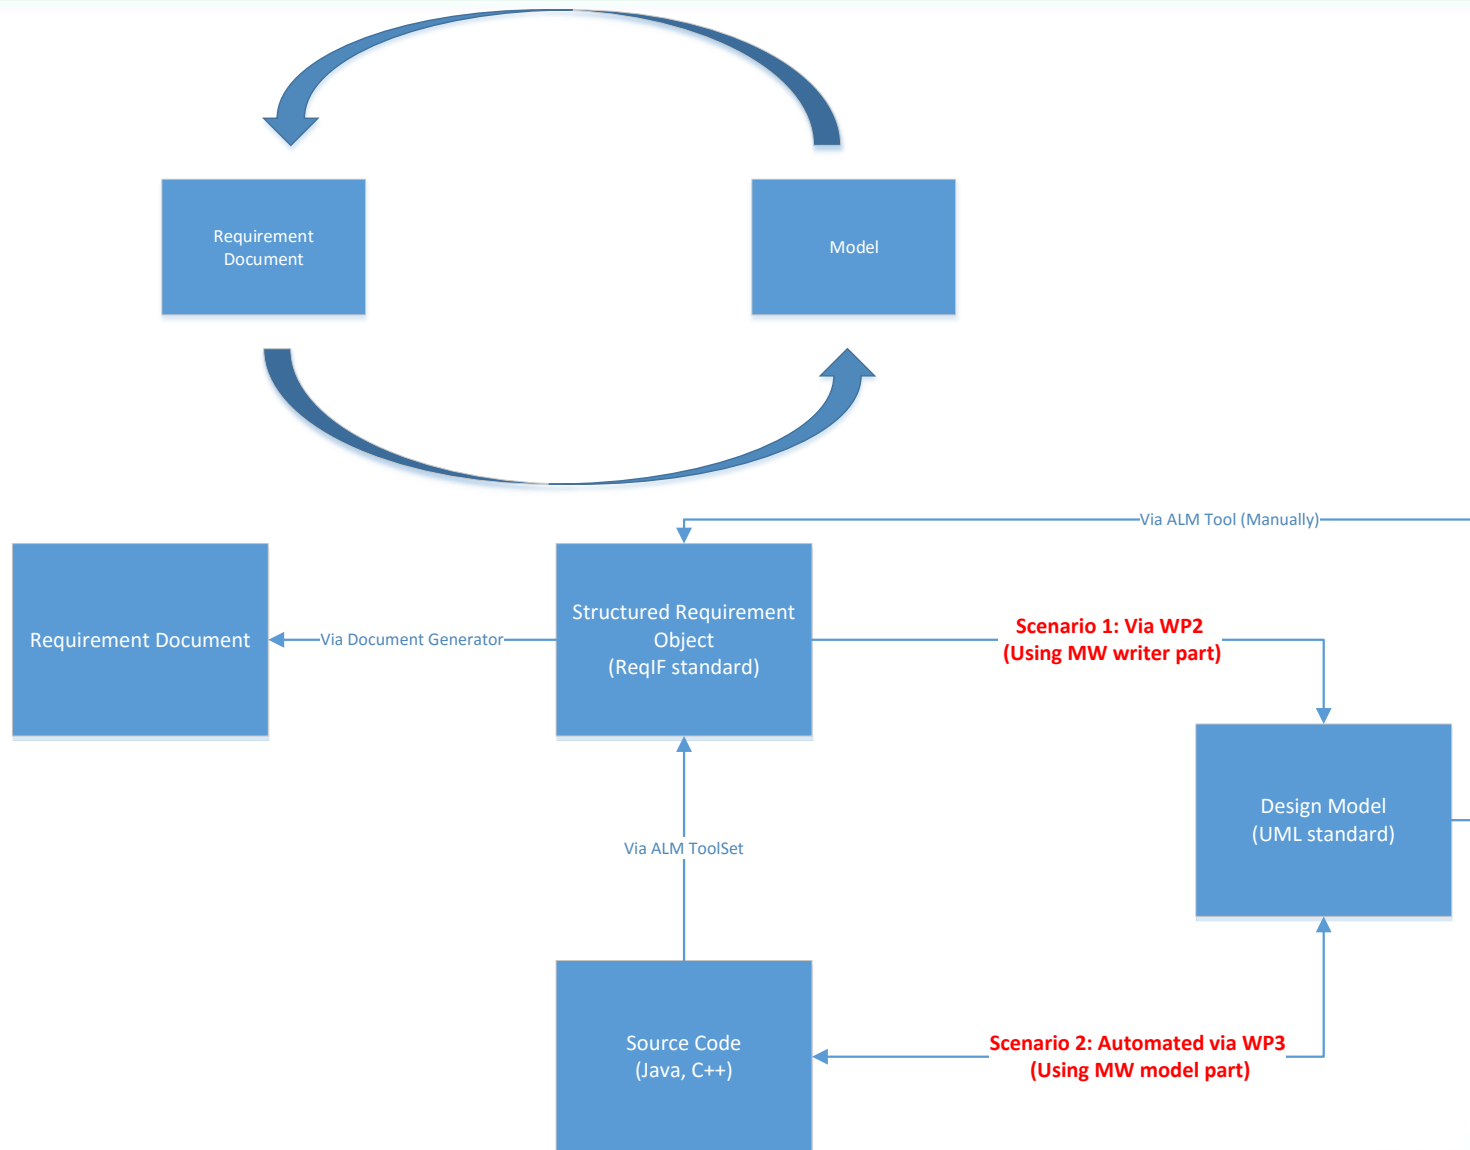 Requirement
Document
Model
Via ALM Tool (Manually)
Requirement Document
Via Document Generator
Structured Requirement
Object
(ReqIF standard)
Scenario 1: Via WP2
(Using MW writer part)
Design Model
(UML standard)
Via ALM ToolSet
Source Code
(Java, C++)
Scenario 2: Automated via WP3
(Using MW model part)